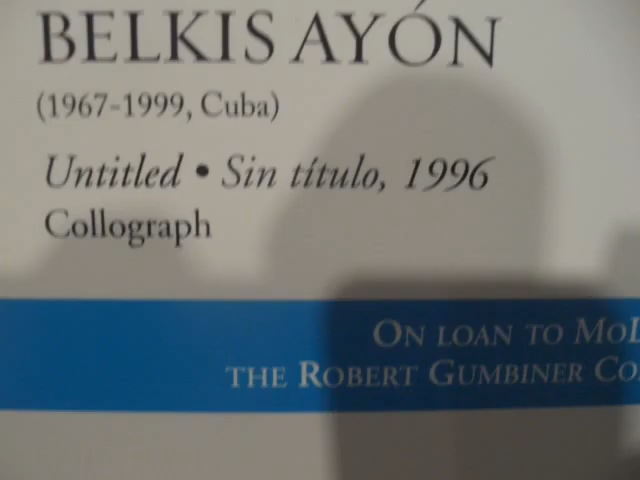 BELKIS AYÓN
(1967-1999, Cuba)
Untitled • Sin título, 1996
Collograph
ON LOAN TO
THE ROBERT GUMBINER